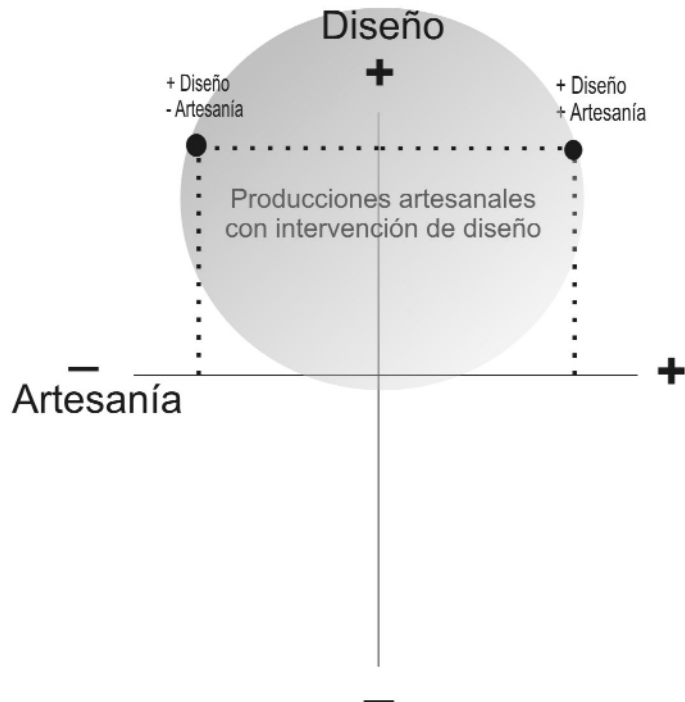 Diseño
+
+ Diseño
- Artesanía
+ Diseño
+ Artesanía
Producciones artesanales
con intervención de diseño
–
+
Artesanía
–